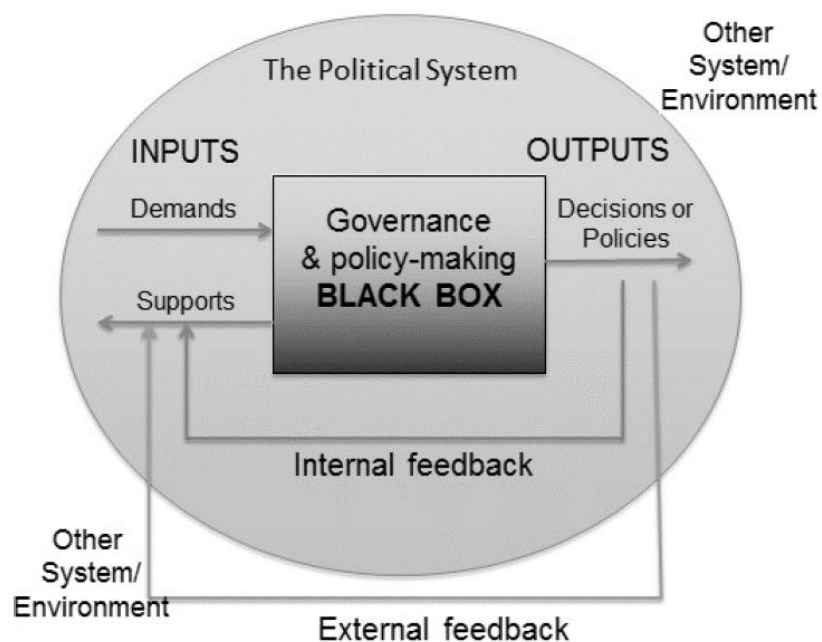 Other
System/
Environment
The Political System
INPUTS
OUTPUTS
Demands
Governance
& policy-making
BLACK BOX
Decisions or
Policies
Supports
Internal feedback
Other
System/
Environment
External feedback